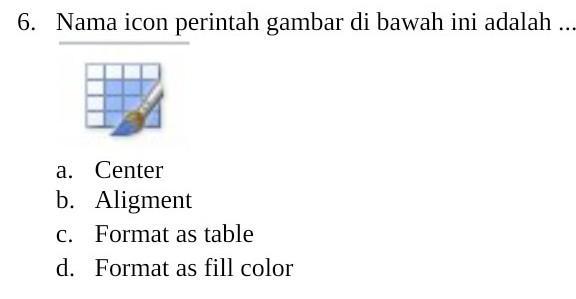 6. Nama icon perintah gambar di bawah ini adalah ...
a. Center
b. Aligment
c. Format as table
d. Format as fill color